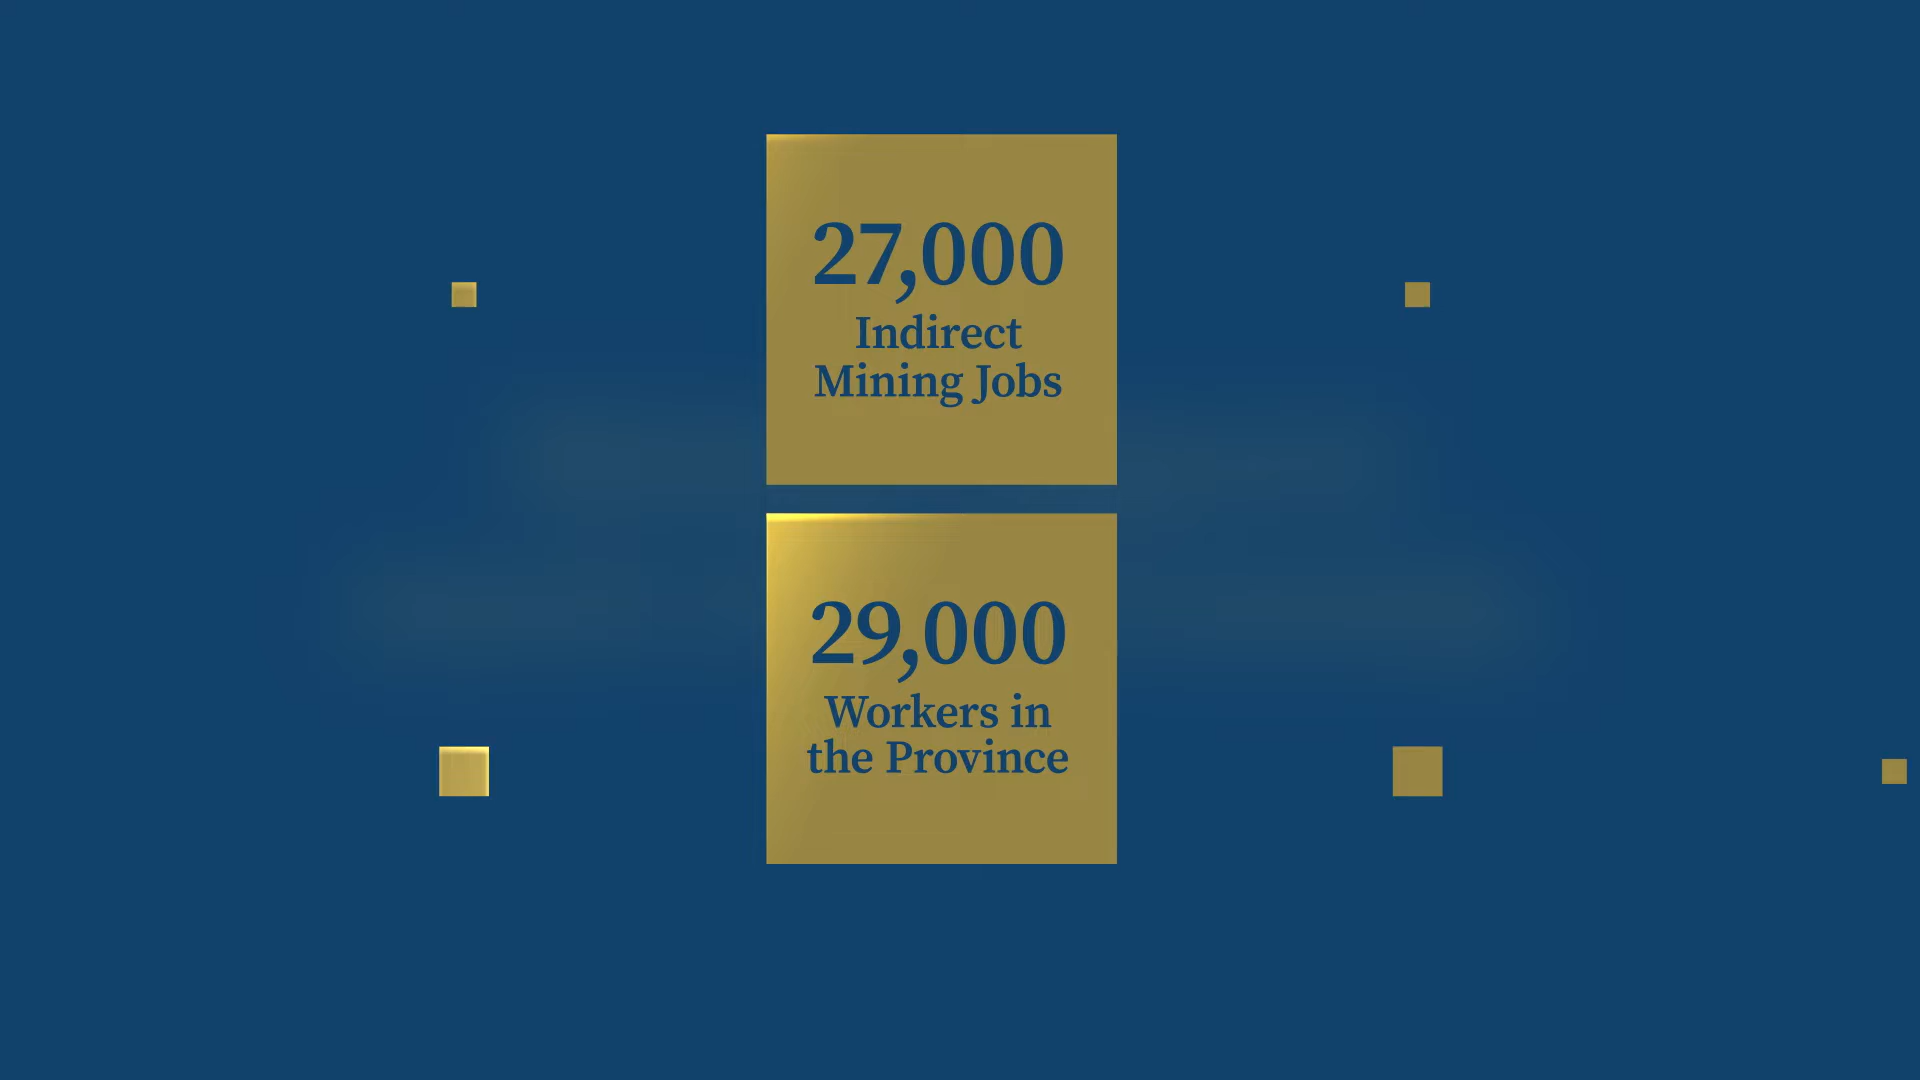 27,000
Indirect
Mining Jobs
29,000
Workers in
the Province